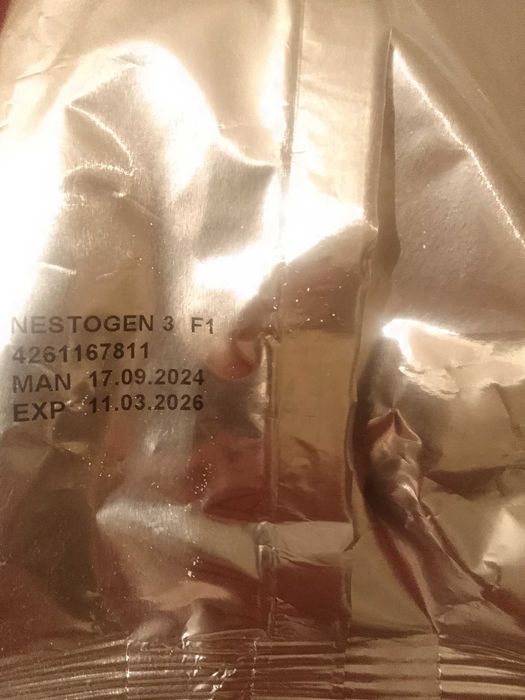 NESTOGEN 3 F1
4261167811
MAN 17.09.2024
EXP 11.03.2026